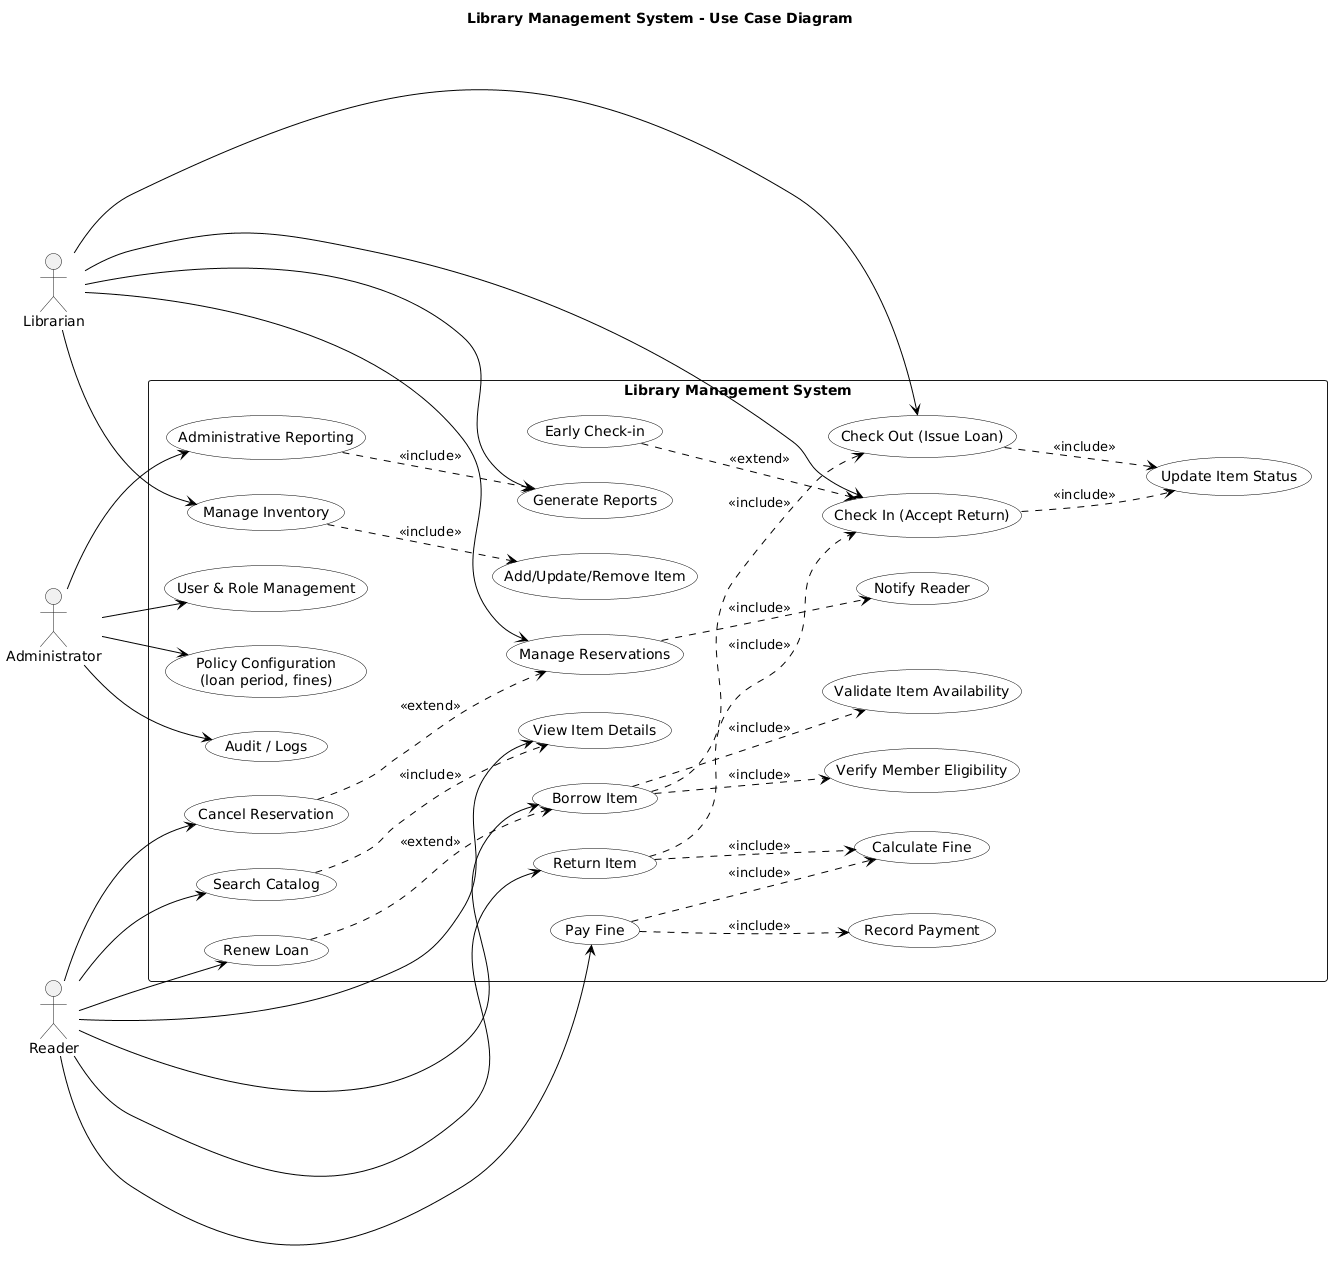 Library Management System - Use Case Diagram
Librarian
Library Management System
Administrative Reporting
«include»
Early Check-in
«extend»
Check Out (Issue Loan)
«include»
Update Item Status
Manage Inventory
Generate Reports
«include»
Check In (Accept Return)
«include»
«include»
Add/Update/Remove Item
User & Role Management
Notify Reader
«include»
Administrator
Policy Configuration
(loan period, fines)
Manage Reservations
«include»
Validate Item Availability
«extend»
Audit / Logs
View Item Details
«include»
Verify Member Eligibility
«include»
«include»
Cancel Reservation
Borrow Item
«extend»
Calculate Fine
«include»
Search Catalog
Return Item
«include»
Renew Loan
Pay Fine
«include»
Record Payment
Reader